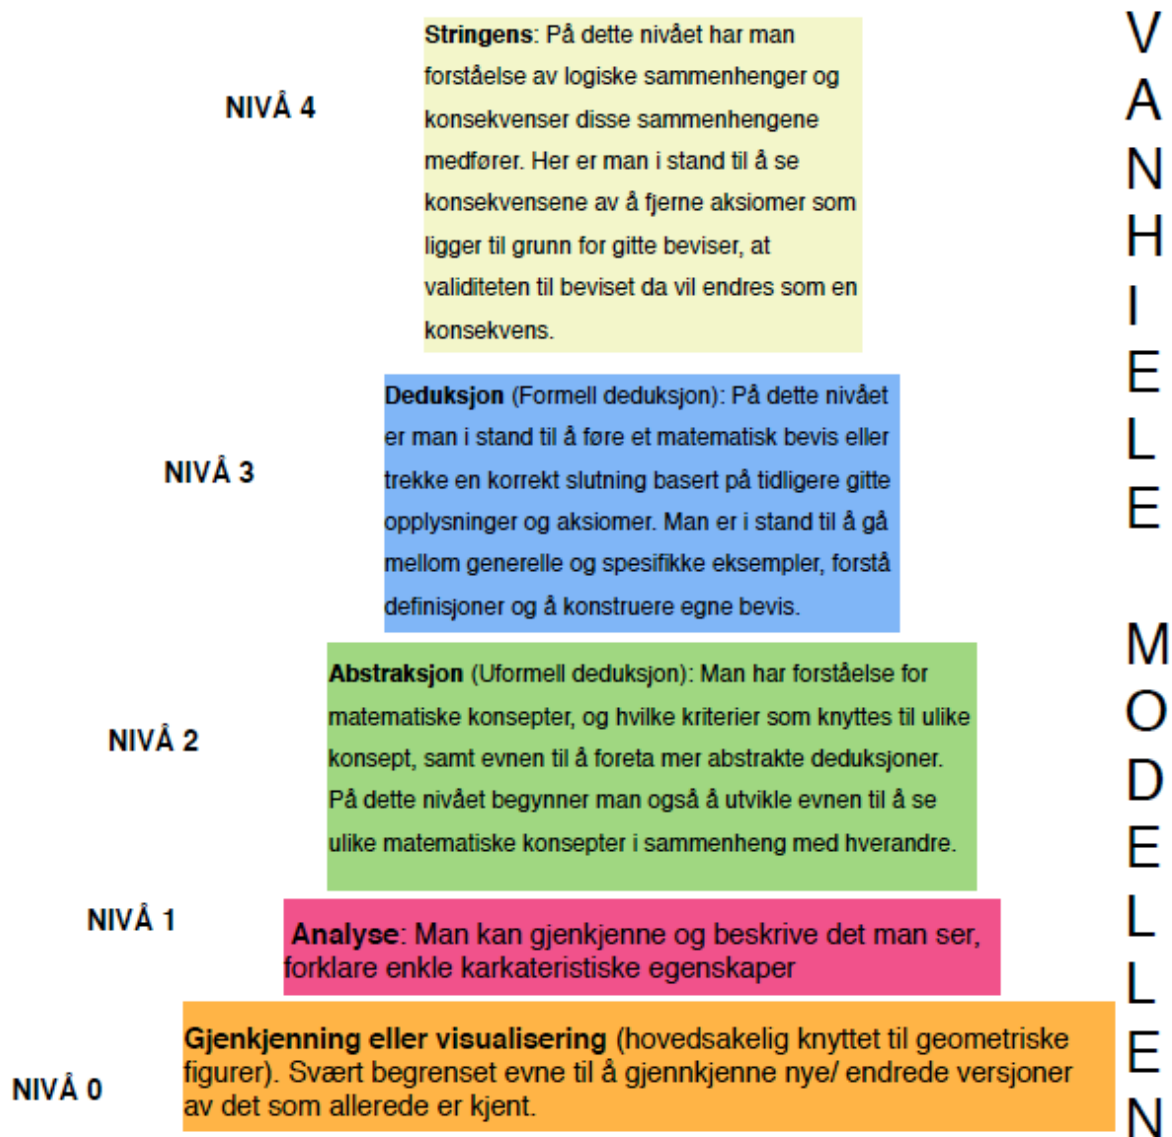 NIVÅ 4
Stringens: På dette nivået har man
forståelse av logiske sammenhenger og
konsekvenser disse sammenhengene
medfører. Her er man i stand til å se
konsekvensene av å fjerne aksiomer som
ligger til grunn for gitte beviser, at
validiteten til beviset da vil endres som en
konsekvens.
NIVÅ 3
Deduksjon (Formell deduksjon): På dette nivået
er man i stand til å føre et matematisk bevis eller
trekke en korrekt slutning basert på tidligere gitte
opplysninger og aksiomer. Man er i stand til å gå
mellom generelle og spesifikke eksempler, forstå
definisjoner og å konstruere egne bevis.
NIVÅ 2
Abstraksjon (Uformell deduksjon): Man har forståelse for
matematiske konsepter, og hvilke kriterier som knyttes til ulike
konsept, samt evnen til å foreta mer abstrakte deduksjoner.
På dette nivået begynner man også å utvikle evnen til å se
ulike matematiske konsepter i sammenheng med hverandre.
NIVÅ 1
Analyse: Man kan gjenkjenne og beskrive det man ser,
forklare enkle karkateristiske egenskaper
NIVÅ 0
Gjenkjenning eller visualisering (hovedsakelig knyttet til geometriske
figurer). Svært begrenset evne til å gjennkjenne nye/ endrede versjoner
av det som allerede er kjent.
VANHIELE MODELLEN